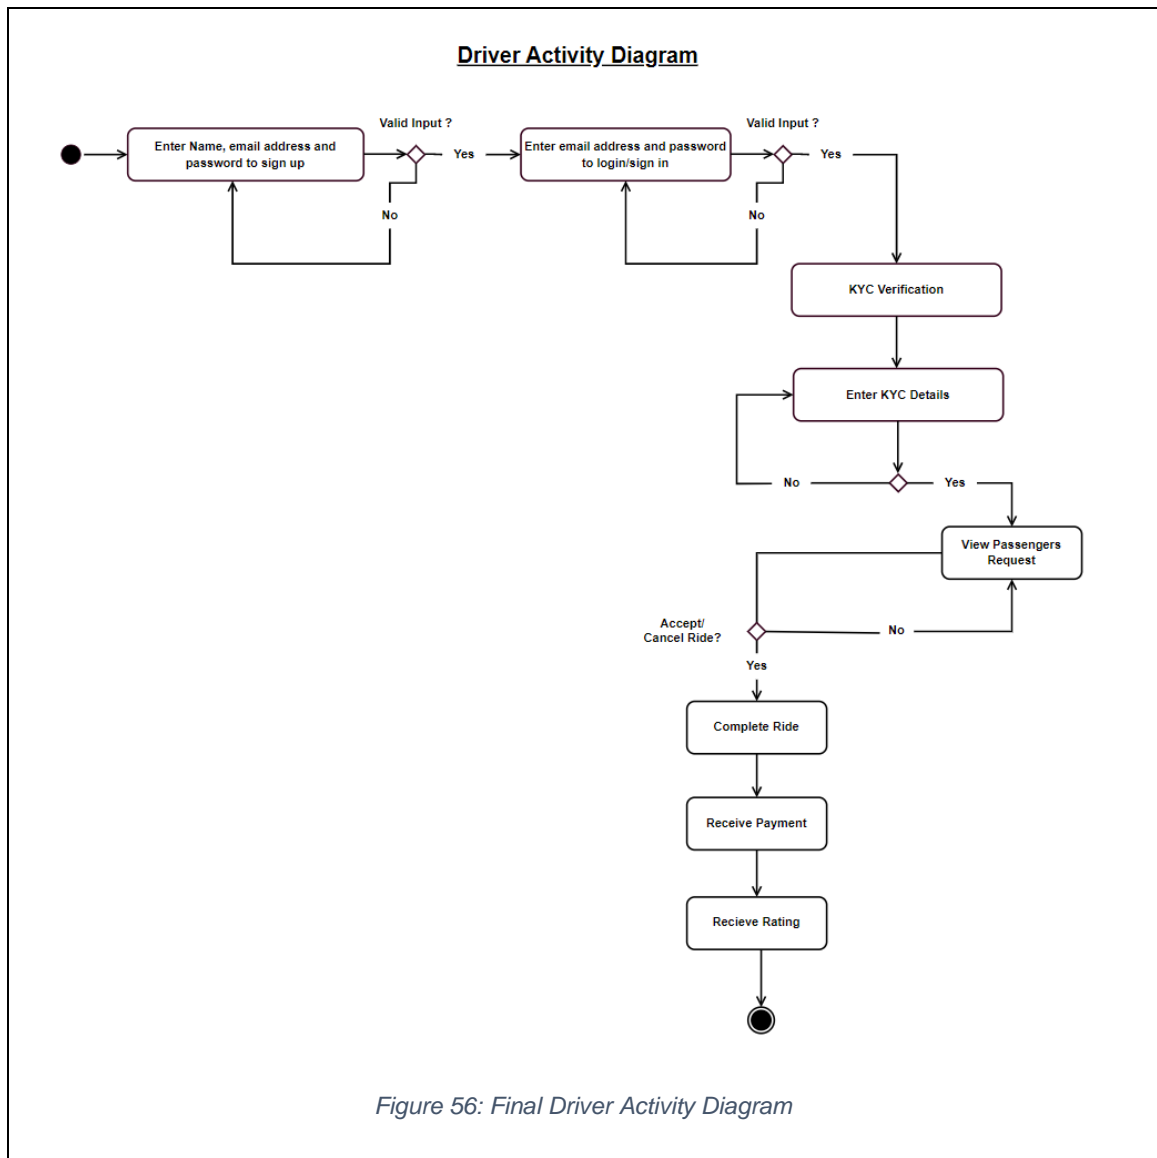 Driver Activity Diagram
Valid Input ?
Valid Input ?
Enter Name, email address and
password to sign up
Yes
Enter email address and password
to login/sign in
Yes
No
No
KYC Verification
Enter KYC Details
No
Yes
View Passengers
Request
Accept/
Cancel Ride?
No
Yes
Complete Ride
Receive Payment
Recieve Rating
Figure 56: Final Driver Activity Diagram